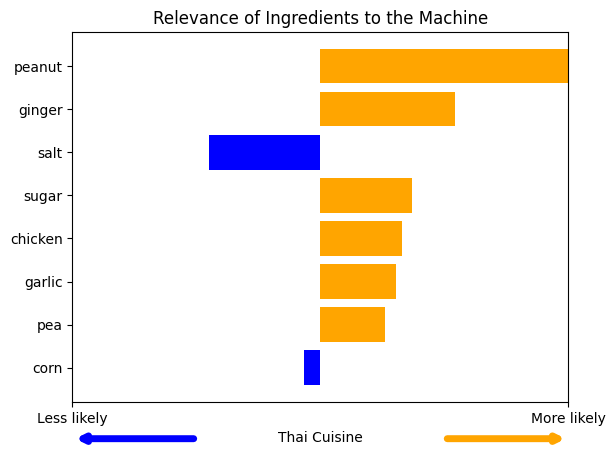 Relevance of Ingredients to the Machine
peanut
ginger
salt
sugar
chicken
garlic
pea
corn
Less likely
More likely
Thai Cuisine